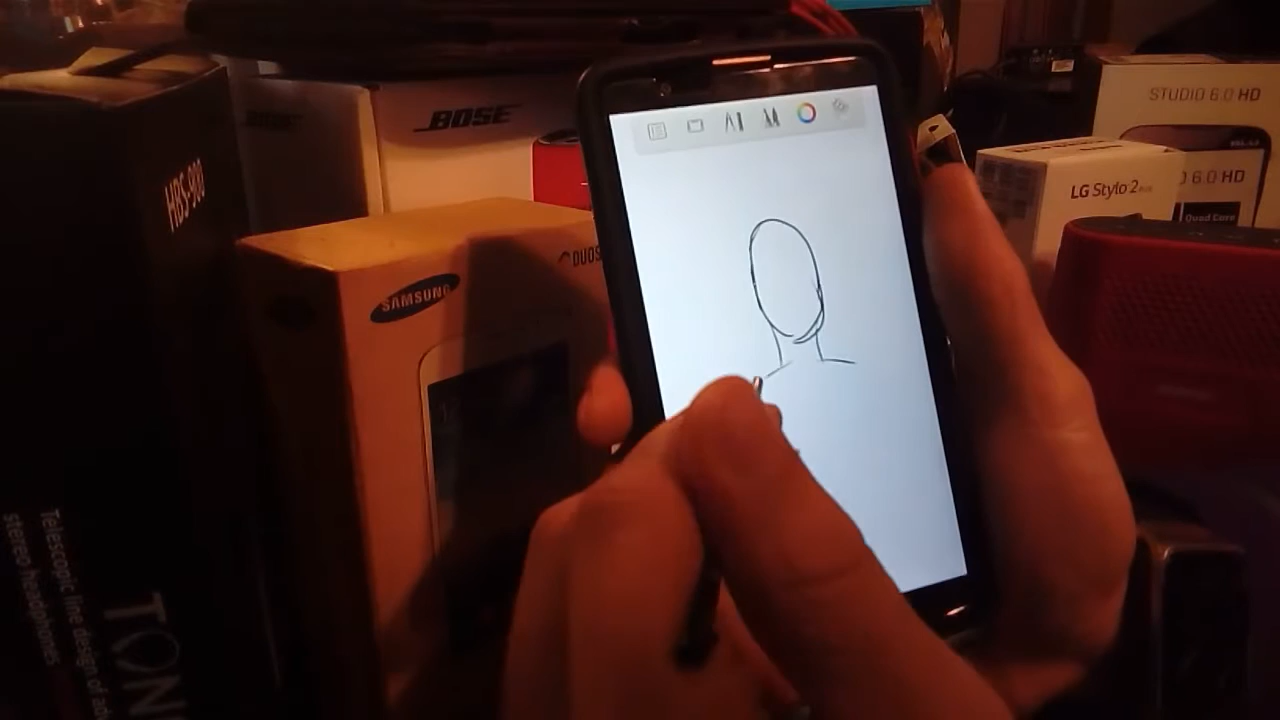 HBS-900
Telescopic line design of
stereo headphones
TON
BOSE
SAMSUNG
DUOS
STUDIO 6.0 HD
6.0 HD
Quad Core
LG Stylo 2